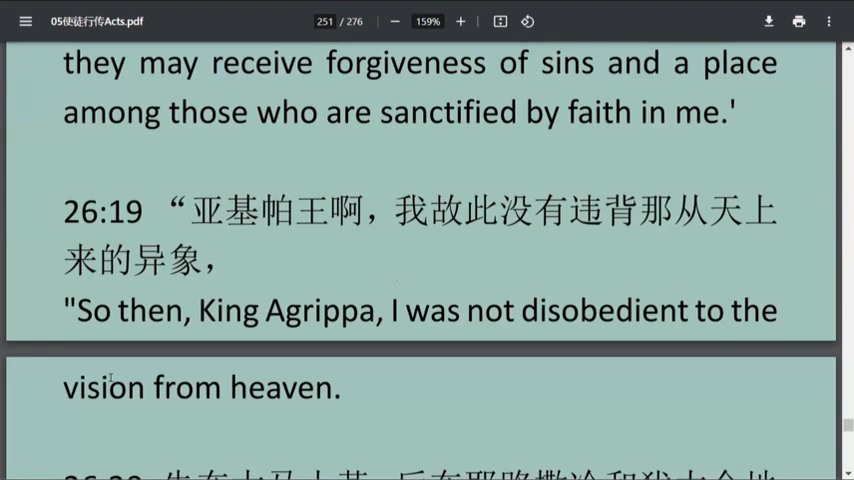 05使徒行传Acts.pdf
251 / 276
159%
they may receive forgiveness of sins and a place
among those who are sanctified by faith in me.'
26:19 “亚基帕王啊，我故此没有违背那从天上
来的异象，
"So then, King Agrippa, I was not disobedient to the
vision from heaven.